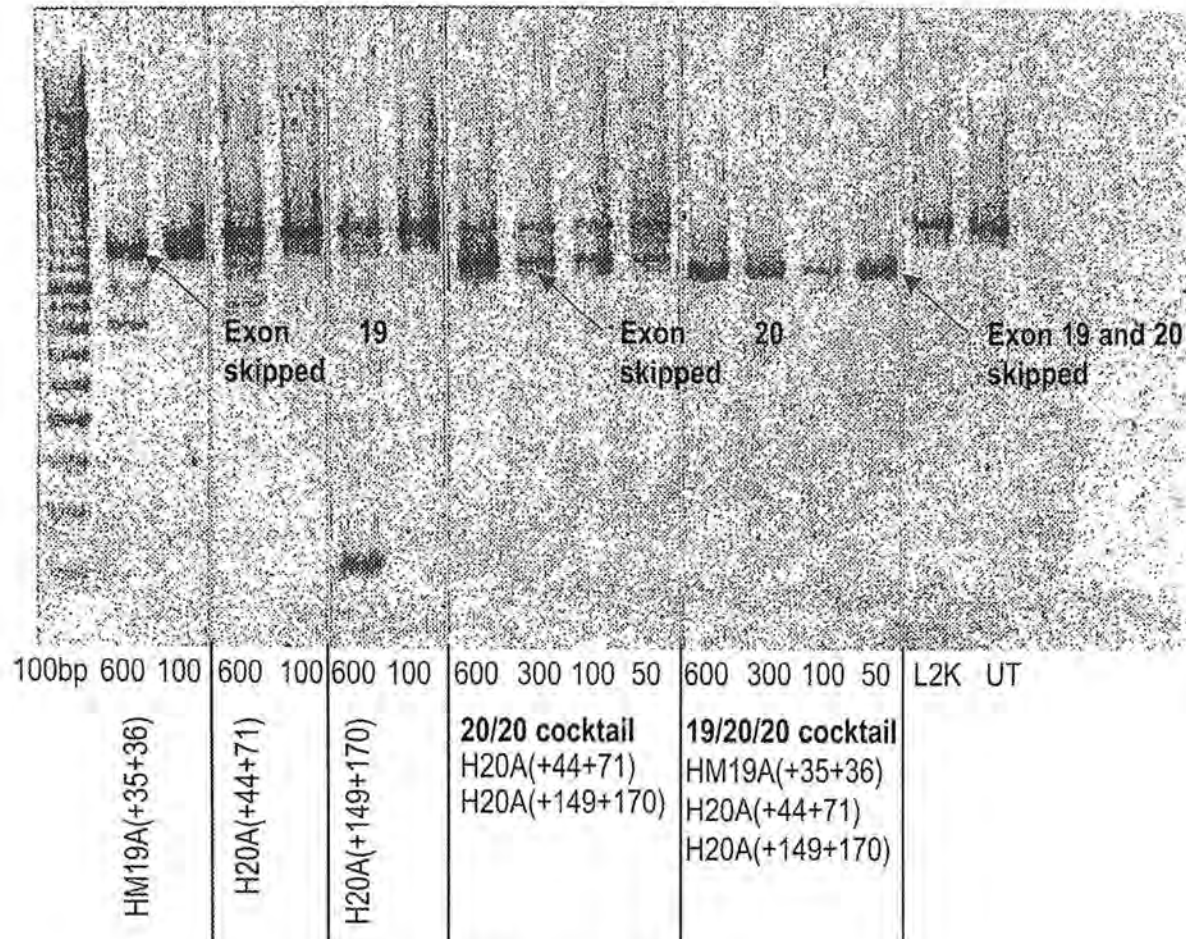 Exon 19
skipped
Exon 20
skipped
Exon 19 and 20
skipped
100bp 600 100 600 100 600 100 600 300 100 50 600 300 100 50 L2K UT
HM19A(+35+36)
H20A(+44+71)
H20A(+149+170)
20/20 cocktail
H20A(+44+71)
H20A(+149+170)
19/20/20 cocktail
HM19A(+35+36)
H20A(+44+71)
H20A(+149+170)